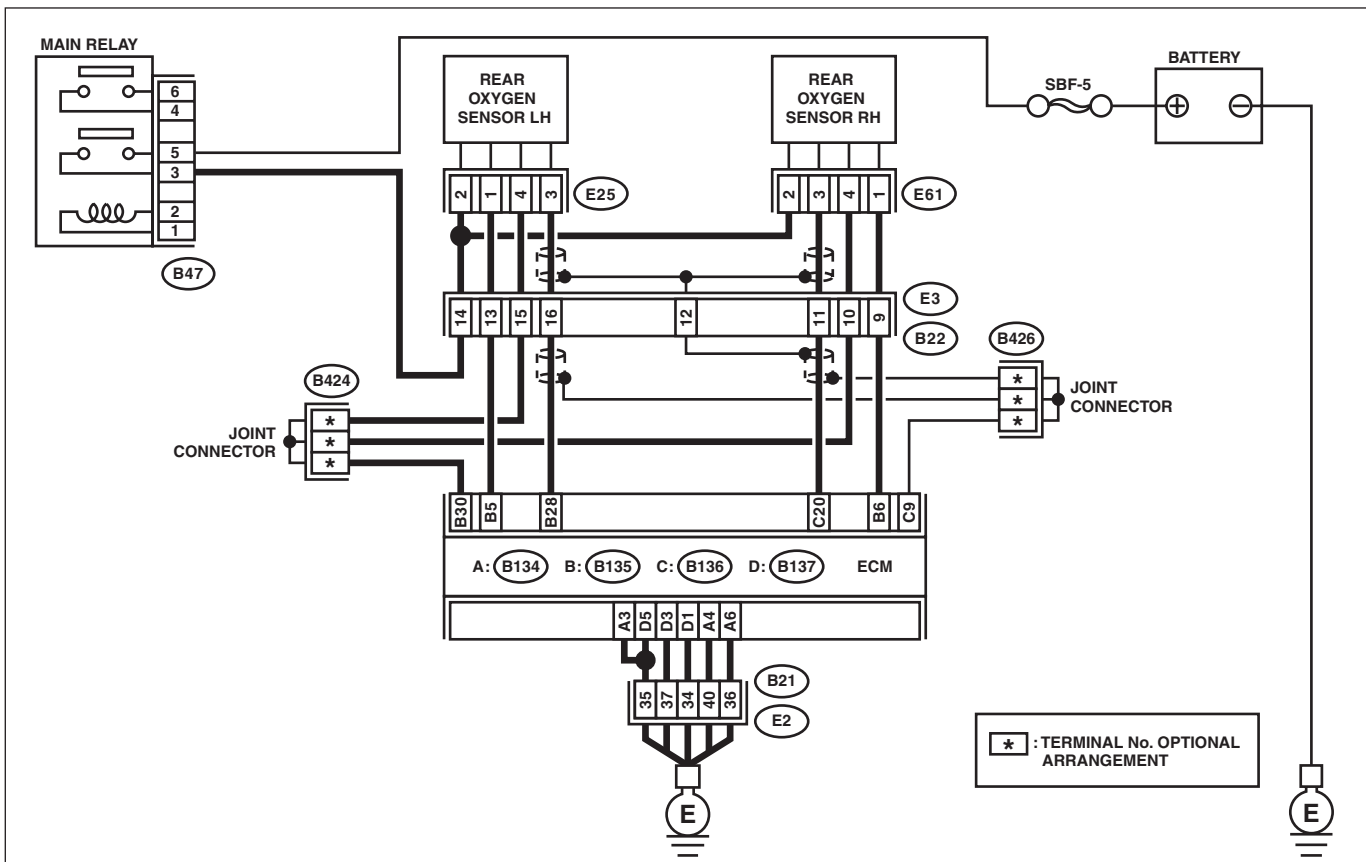 MAIN RELAY
6
4
5
3
2
1
B47
REAR
OXYGEN
SENSOR LH
REAR
OXYGEN
SENSOR RH
SBF-5
BATTERY
+ −
2 1 4 3
E25
2 3 4 1
E61
14 13 15 16 12 11 10 9
E3
B22
B424
*
*
*
JOINT
CONNECTOR
B426
*
*
*
JOINT
CONNECTOR
B30 B5 B28 C20 B6 C9
A: B134 B: B135 C: B136 D: B137 ECM
A3 D5 D3 D1 A4 A6
35 37 34 40 36
B21
E2
E
* : TERMINAL No. OPTIONAL
ARRANGEMENT
E